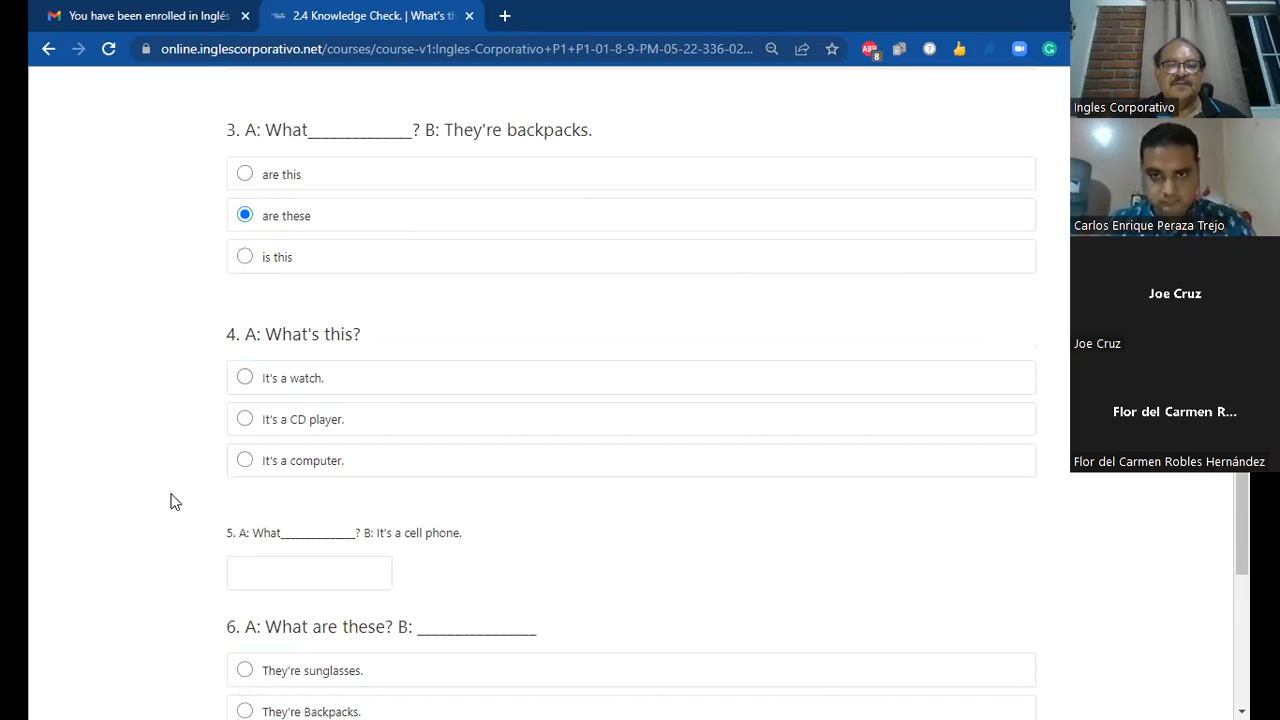 You have been enrolled in Inglés
2.4 Knowledge Check. | What's th
online.inglescorporativo.net/courses/course-v1:Ingles-Corporativo+P1+P1-01-8-9-PM-05-22-336-02...
ABP
8
3. A: What_____________? B: They're backpacks.
are this
are these
is this
4. A: What's this?
It's a watch.
It's a CD player.
It's a computer.
5. A: What_____________? B: It's a cell phone.
6. A: What are these? B: _______________
They're sunglasses.
They're Backpacks.
Ingles Corporativo
Carlos Enrique Peraza Trejo
Joe Cruz
Joe Cruz
Flor del Carmen R...
Flor del Carmen Robles Hernández